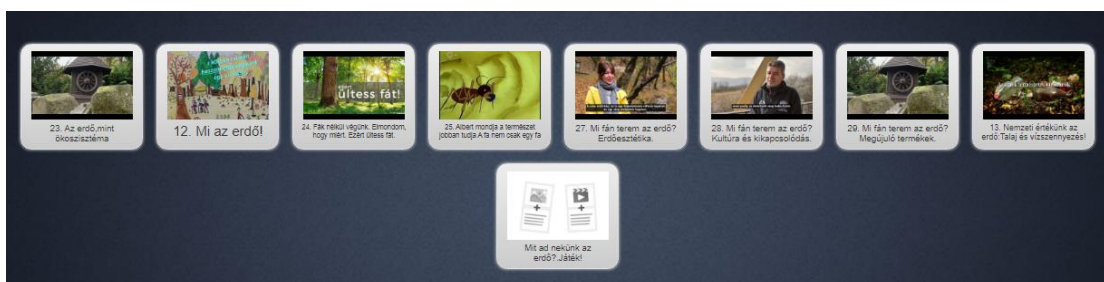 23. Az erdő,mint
ökoszisztéma
12. Mi az erdő!
24. Fák nélkül végünk. Elmondom,
hogy miért. Ezért ültess fát.
ültess fát!
25. Albert mondja a természet
jobban tudja A fa nem csak egy fa
27. Mi fán terem az erdő?
Erdőesztétika.
28. Mi fán terem az erdő?
Kultúra és kikapcsolódás.
29. Mi fán terem az erdő?
Megújuló termékek.
13. Nemzeti értékünk az
erdő:Talaj és vízszennyezés!
Mit ad nekünk az
erdő? Játék!